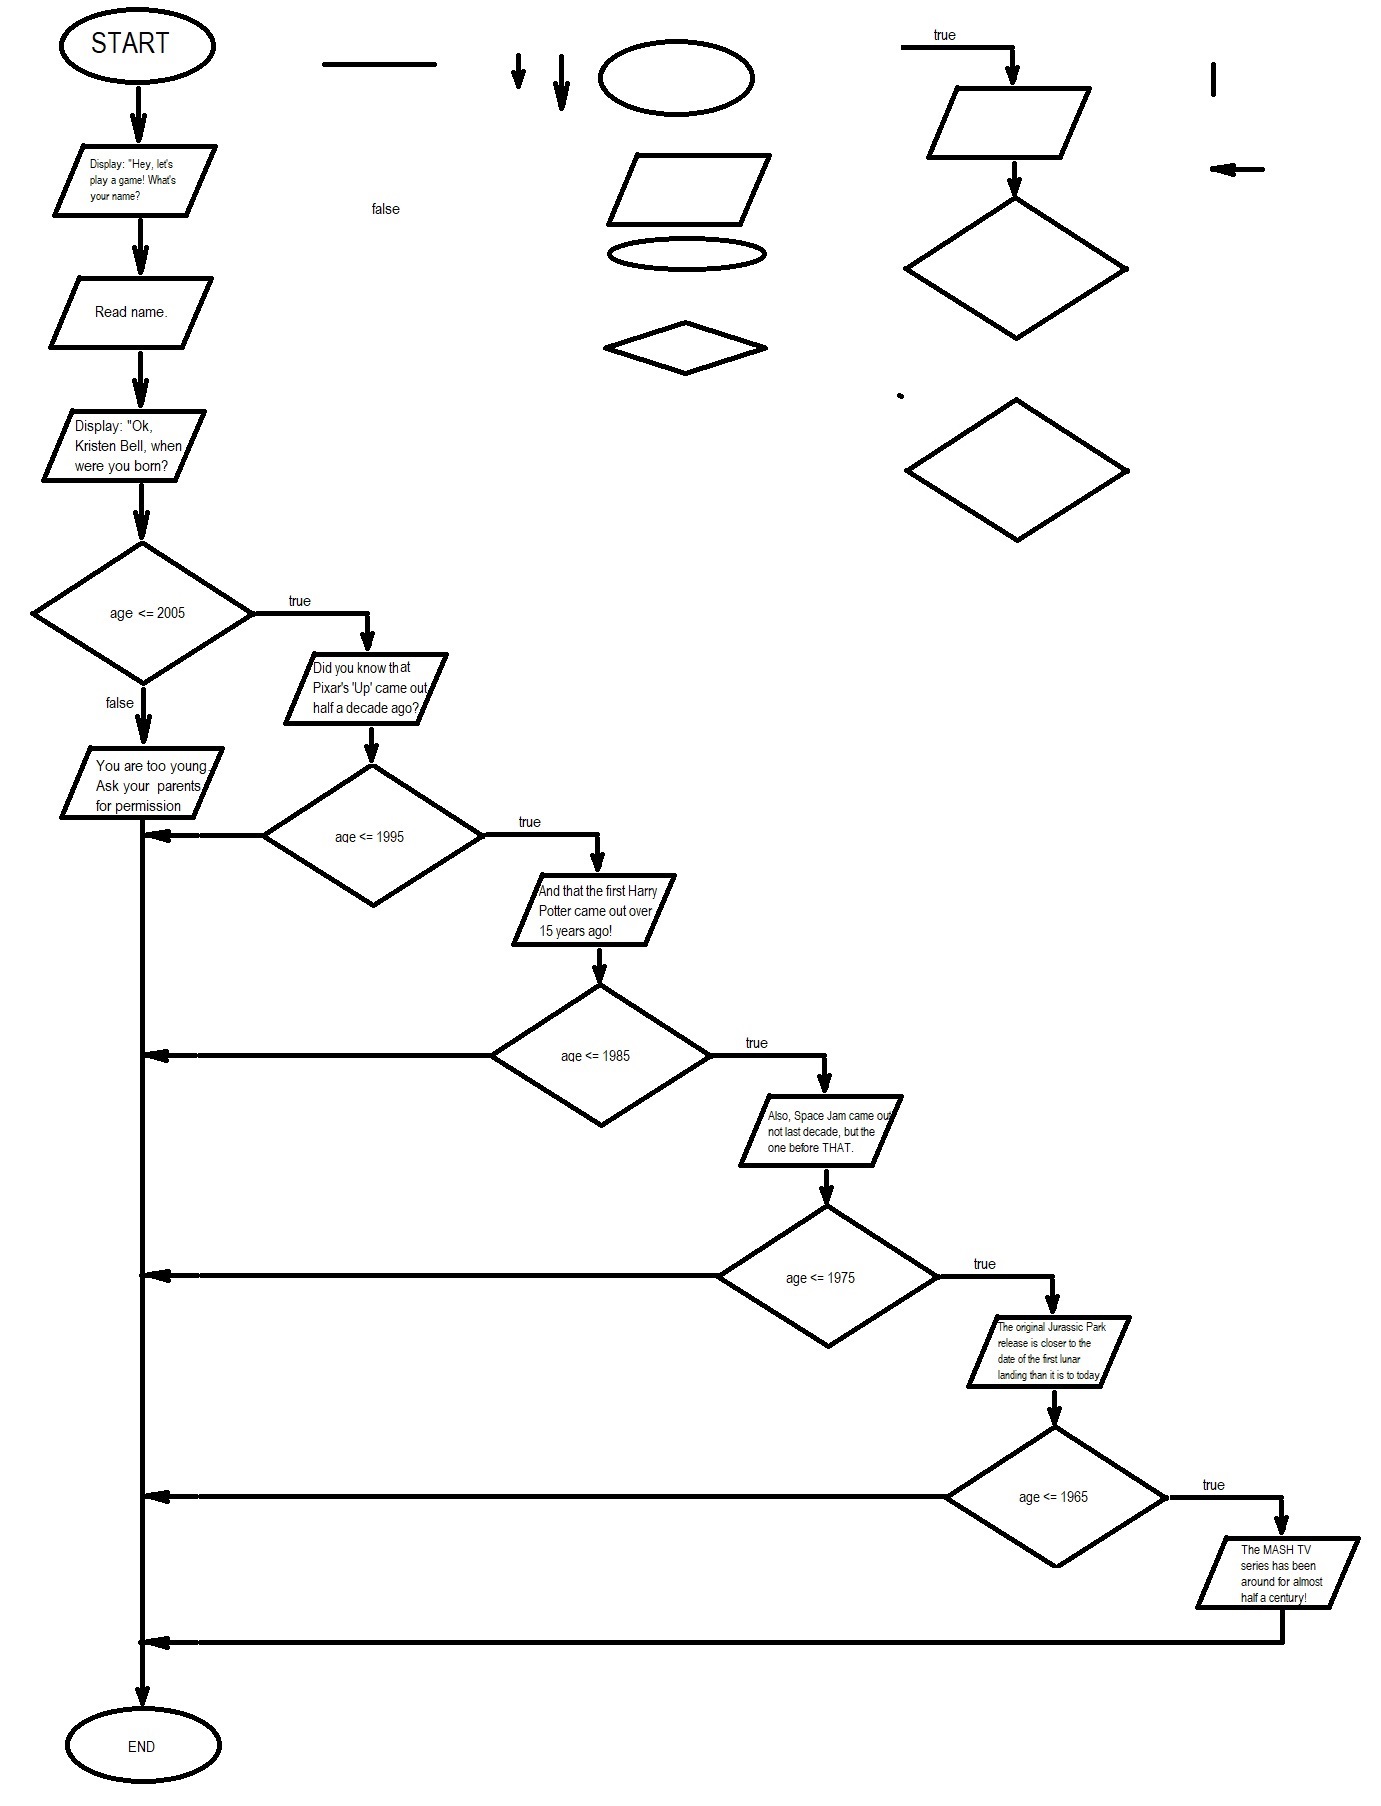 START
true
Display: "Hey, let's
play a game! What's
your name?
false
Read name.
Display: "Ok,
Kristen Bell, when
were you born?
age <= 2005
true
false
Did you know that
Pixar's 'Up' came out
half a decade ago?
You are too young.
Ask your parents
for permission
age <= 1995
true
And that the first Harry
Potter came out over
15 years ago!
age <= 1985
true
Also, Space Jam came out
not last decade, but the
one before THAT.
age <= 1975
true
The original Jurassic Park
release is closer to the
date of the first lunar
landing than it is to today
age <= 1965
true
The MASH TV
series has been
around for almost
half a century!
END